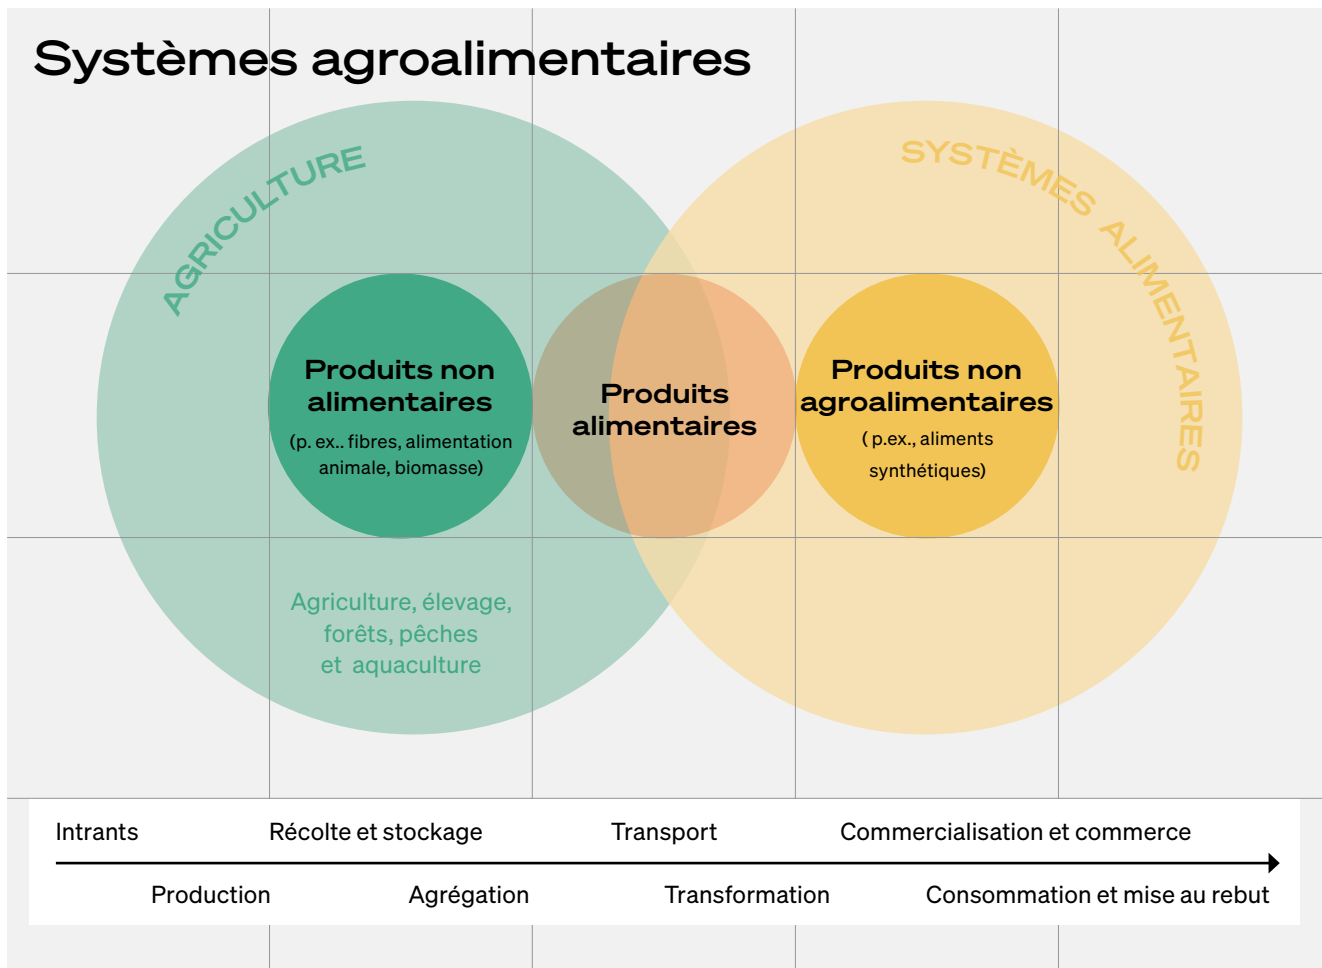 Systèmes agroalimentaires
AGRICULTURE
SYSTÈMES ALIMENTAIRES
Produits non
alimentaires
(p. ex.. fibres, alimentation
animale, biomasse)
Produits
alimentaires
Produits non
agroalimentaires
( p.ex., aliments
synthétiques)
Agriculture, élevage,
forêts, pêches
et aquaculture
Intrants
Récolte et stockage
Transport
Commercialisation et commerce
Production
Agrégation
Transformation
Consommation et mise au rebut